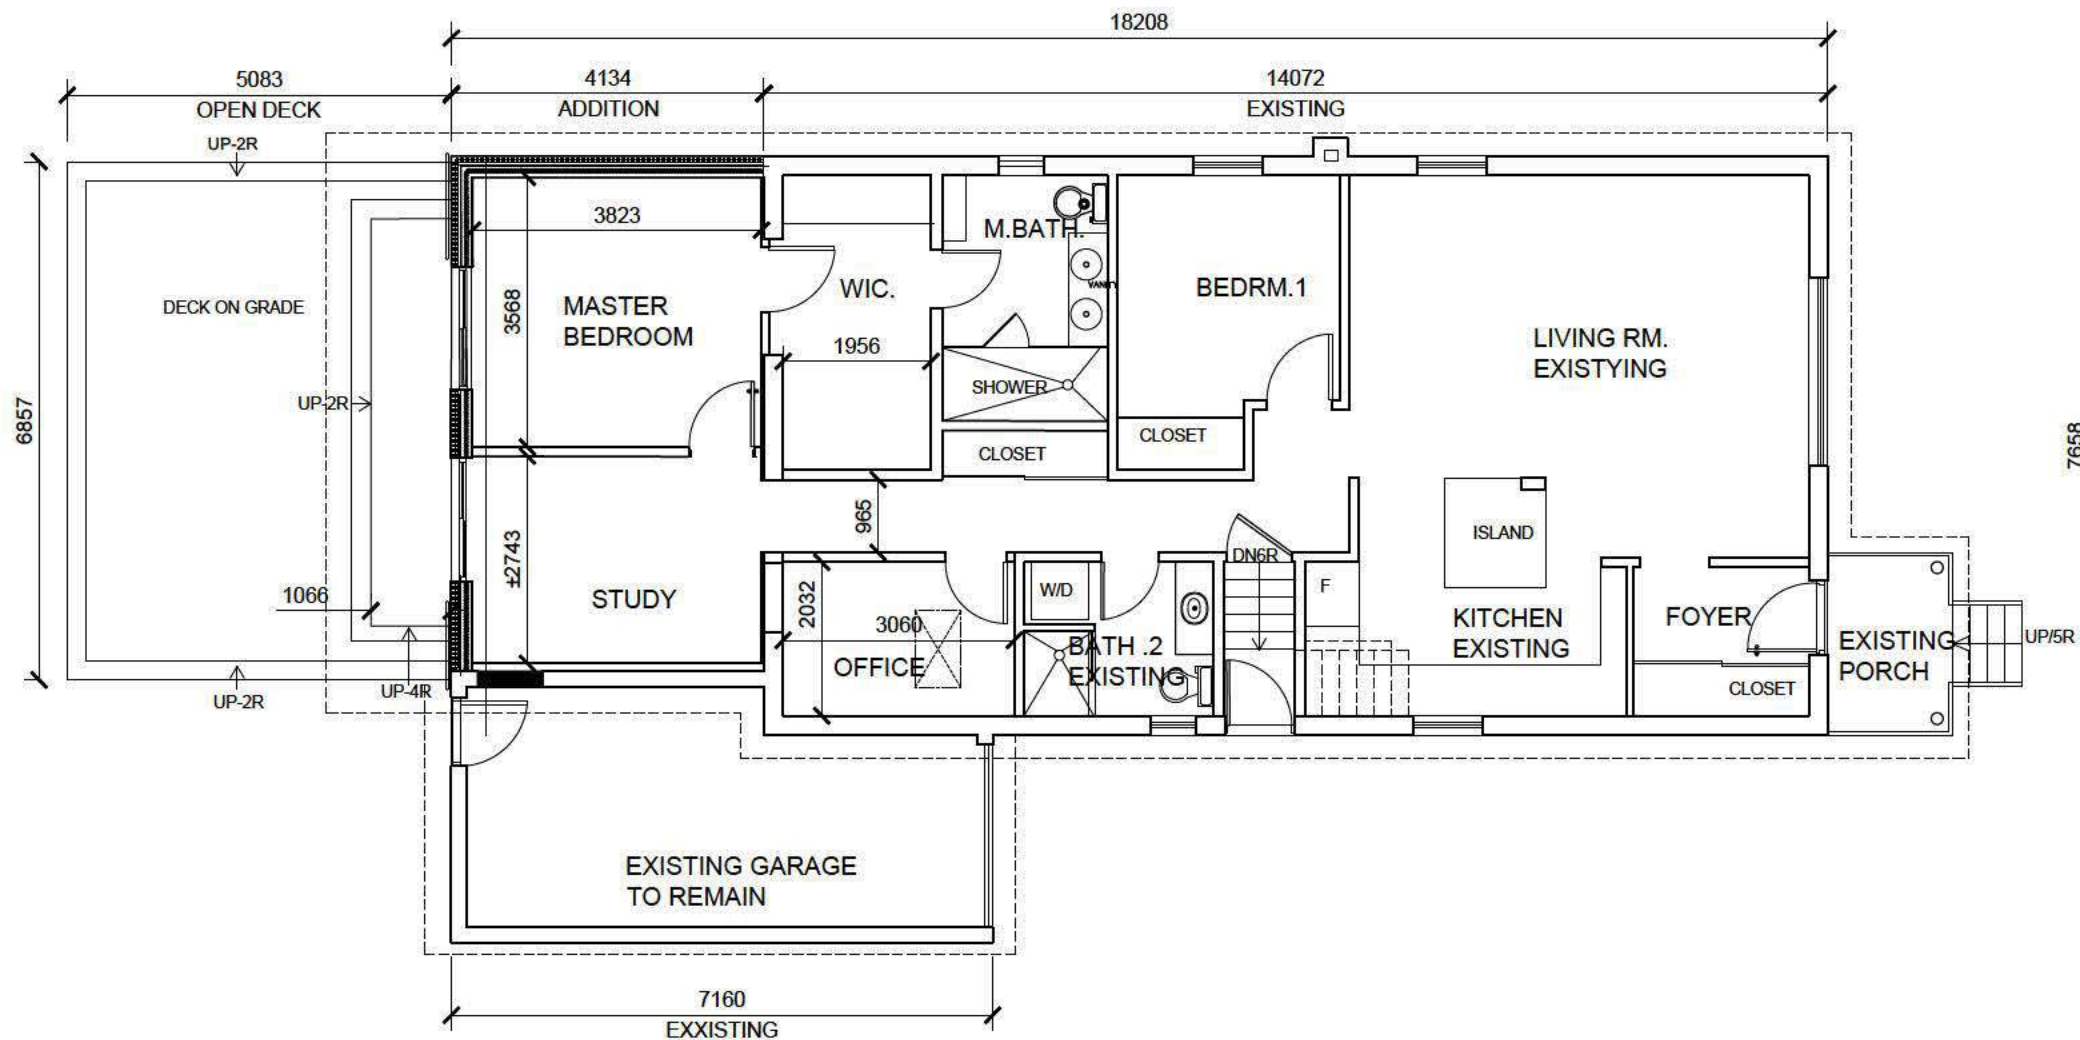 18208
5083
4134
14072
OPEN DECK
ADDITION
EXISTING
UP-2R
3823
M.BATH.
DECK ON GRADE
MASTER
BEDROOM
3568
WIC.
VANITY
BEDRM.1
LIVING RM.
EXISTYING
1956
SHOWER
UP-2R
6857
CLOSET
CLOSET
7658
965
ISLAND
±2743
DN6R
1066
STUDY
2032
3060
OFFICE
W/D
BATH .2
EXISTING
F
KITCHEN
EXISTING
FOYER
EXISTING
PORCH
UP/5R
CLOSET
UP-4R
UP-2R
EXISTING GARAGE
TO REMAIN
7160
EXXISTING